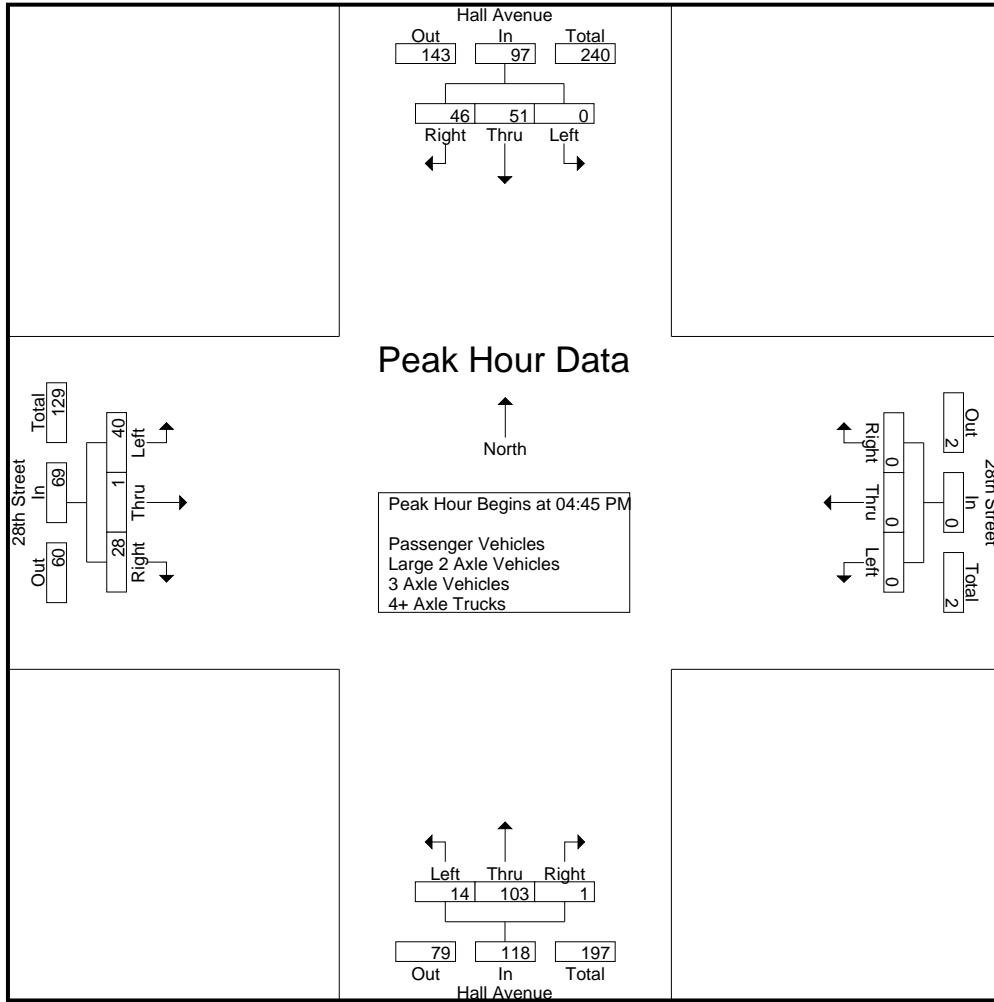 Hall Avenue
Out In Total
143 97 240
46 51 0
Right Thru Left
Peak Hour Data
North
Peak Hour Begins at 04:45 PM
Passenger Vehicles
Large 2 Axle Vehicles
3 Axle Vehicles
4+ Axle Trucks
28th Street
Out In Total
60 69 129
40 1 28
Left Thru Right
28th Street
Out In Total
2 0 2
0 0 0
Right Thru Left
Left Thru Right
14 103 1
79 118 197
Out In Total
Hall Avenue